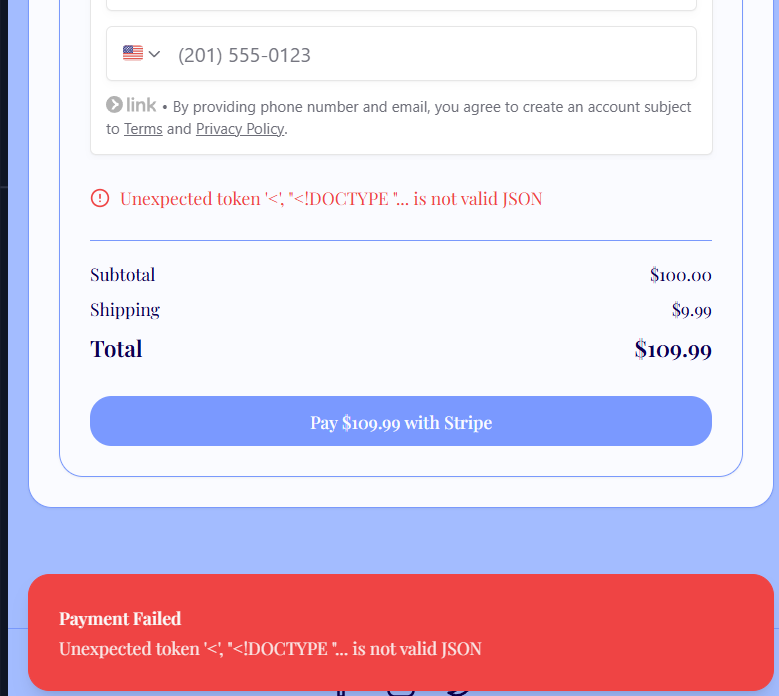 (201) 555-0123
link • By providing phone number and email, you agree to create an account subject
to Terms and Privacy Policy.
Unexpected token '<', "<!DOCTYPE "... is not valid JSON
Subtotal $100.00
Shipping $9.99
Total $109.99
Pay $109.99 with Stripe
Payment Failed
Unexpected token '<', "<!DOCTYPE "... is not valid JSON